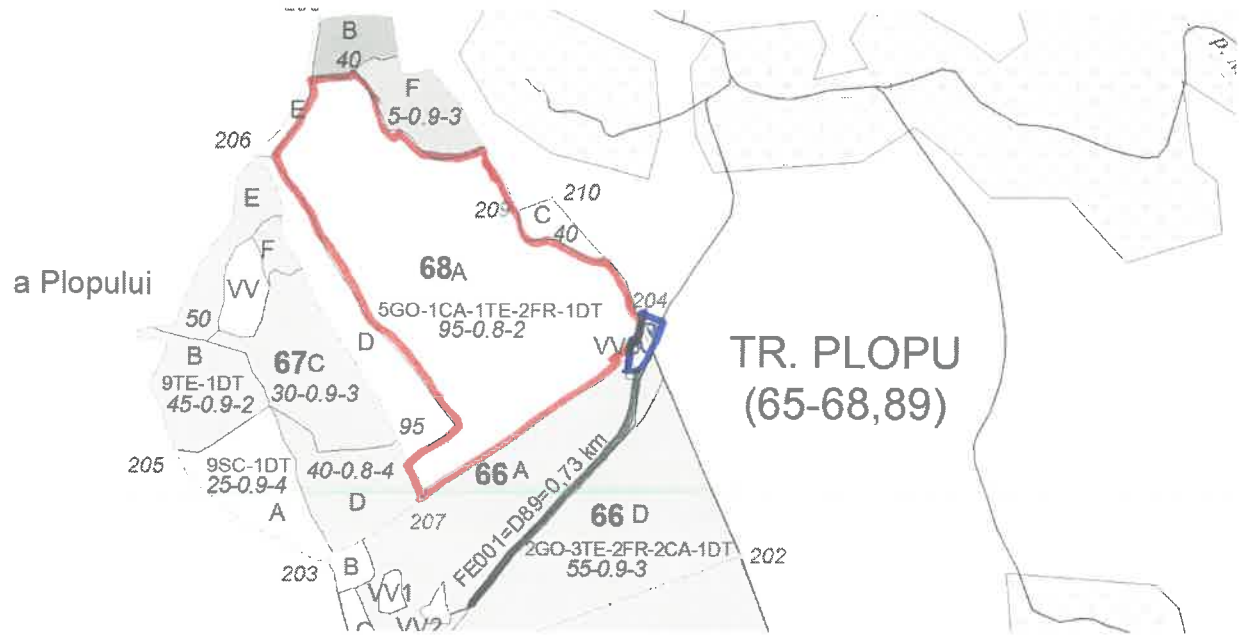 B
40
F
5-0.9-3
E
206
E
210
209
C
40
F
68A
a Plopului
VV
5GO-1CA-1TE-2FR-1DT
95-0.8-2
204
50
D
B
67C
TR. PLOPU
(65-68,89)
9TE-1DT
45-0.9-2
30-0.9-3
95
205
9SC-1DT
25-0.9-4
40-0.8-4
66 A
A
D
207
FE001=D89=0,73 km
66 D
2GO-3TE-2FR-2CA-1DT
55-0.9-3
202
203
B
VV1
VV2